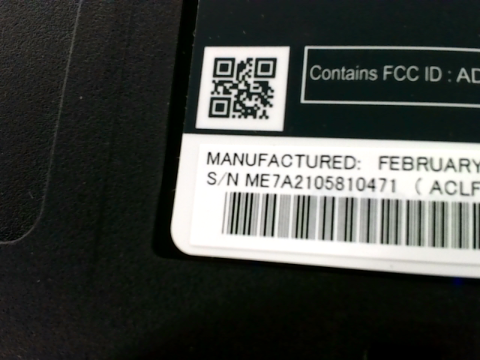 Contains FCC ID : AD
MANUFACTURED: FEBRUARY
S/N ME7A2105810471 ( ACLF